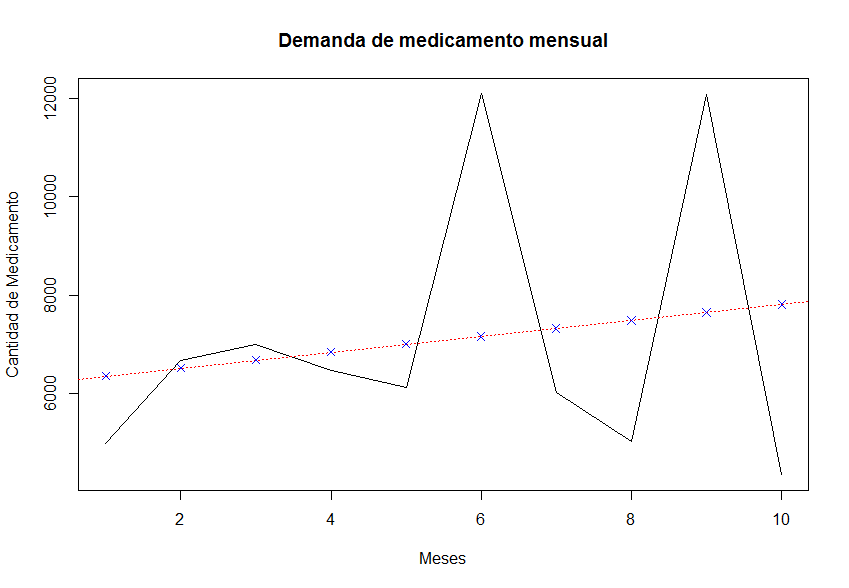 Demanda de medicamento mensual
Cantidad de Medicamento
12000
10000
8000
6000
2 4 6 8 10
Meses